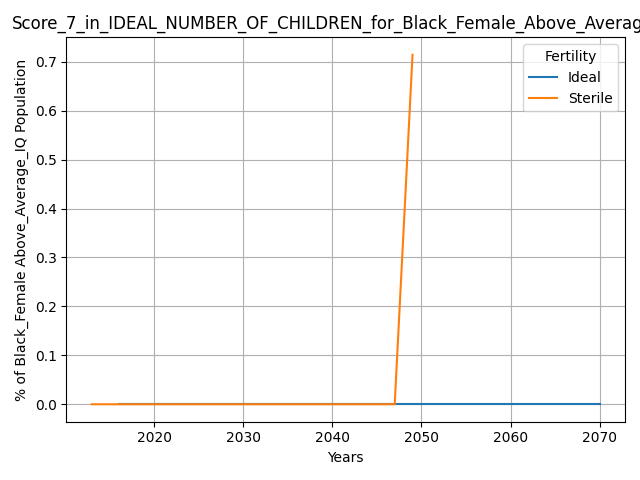 Score_7_in_IDEAL_NUMBER_OF_CHILDREN_for_Black_Female_Above_Averag
% of Black_Female Above_Average_IQ Population
0.7
0.6
0.5
0.4
0.3
0.2
0.1
0.0
Fertility
Ideal
Sterile
2020 2030 2040 2050 2060 2070
Years